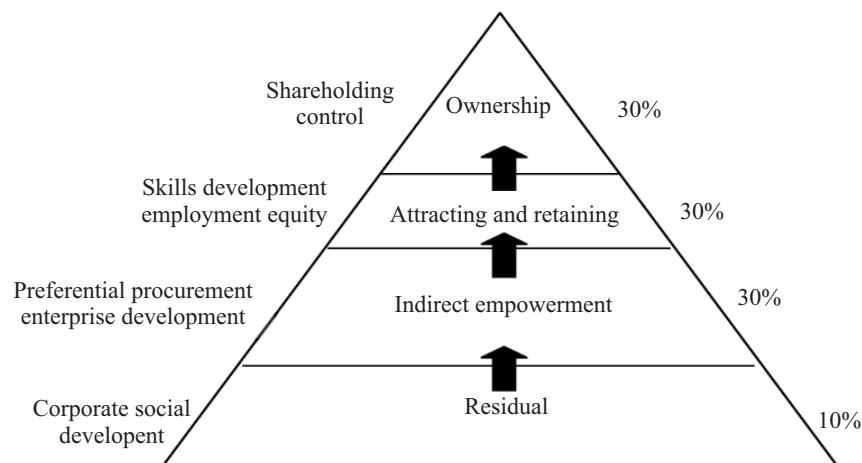 Shareholding
control
Ownership
30%
Skills development
employment equity
Attracting and retaining
30%
Preferential procurement
enterprise development
Indirect empowerment
30%
Corporate social
developent
Residual
10%